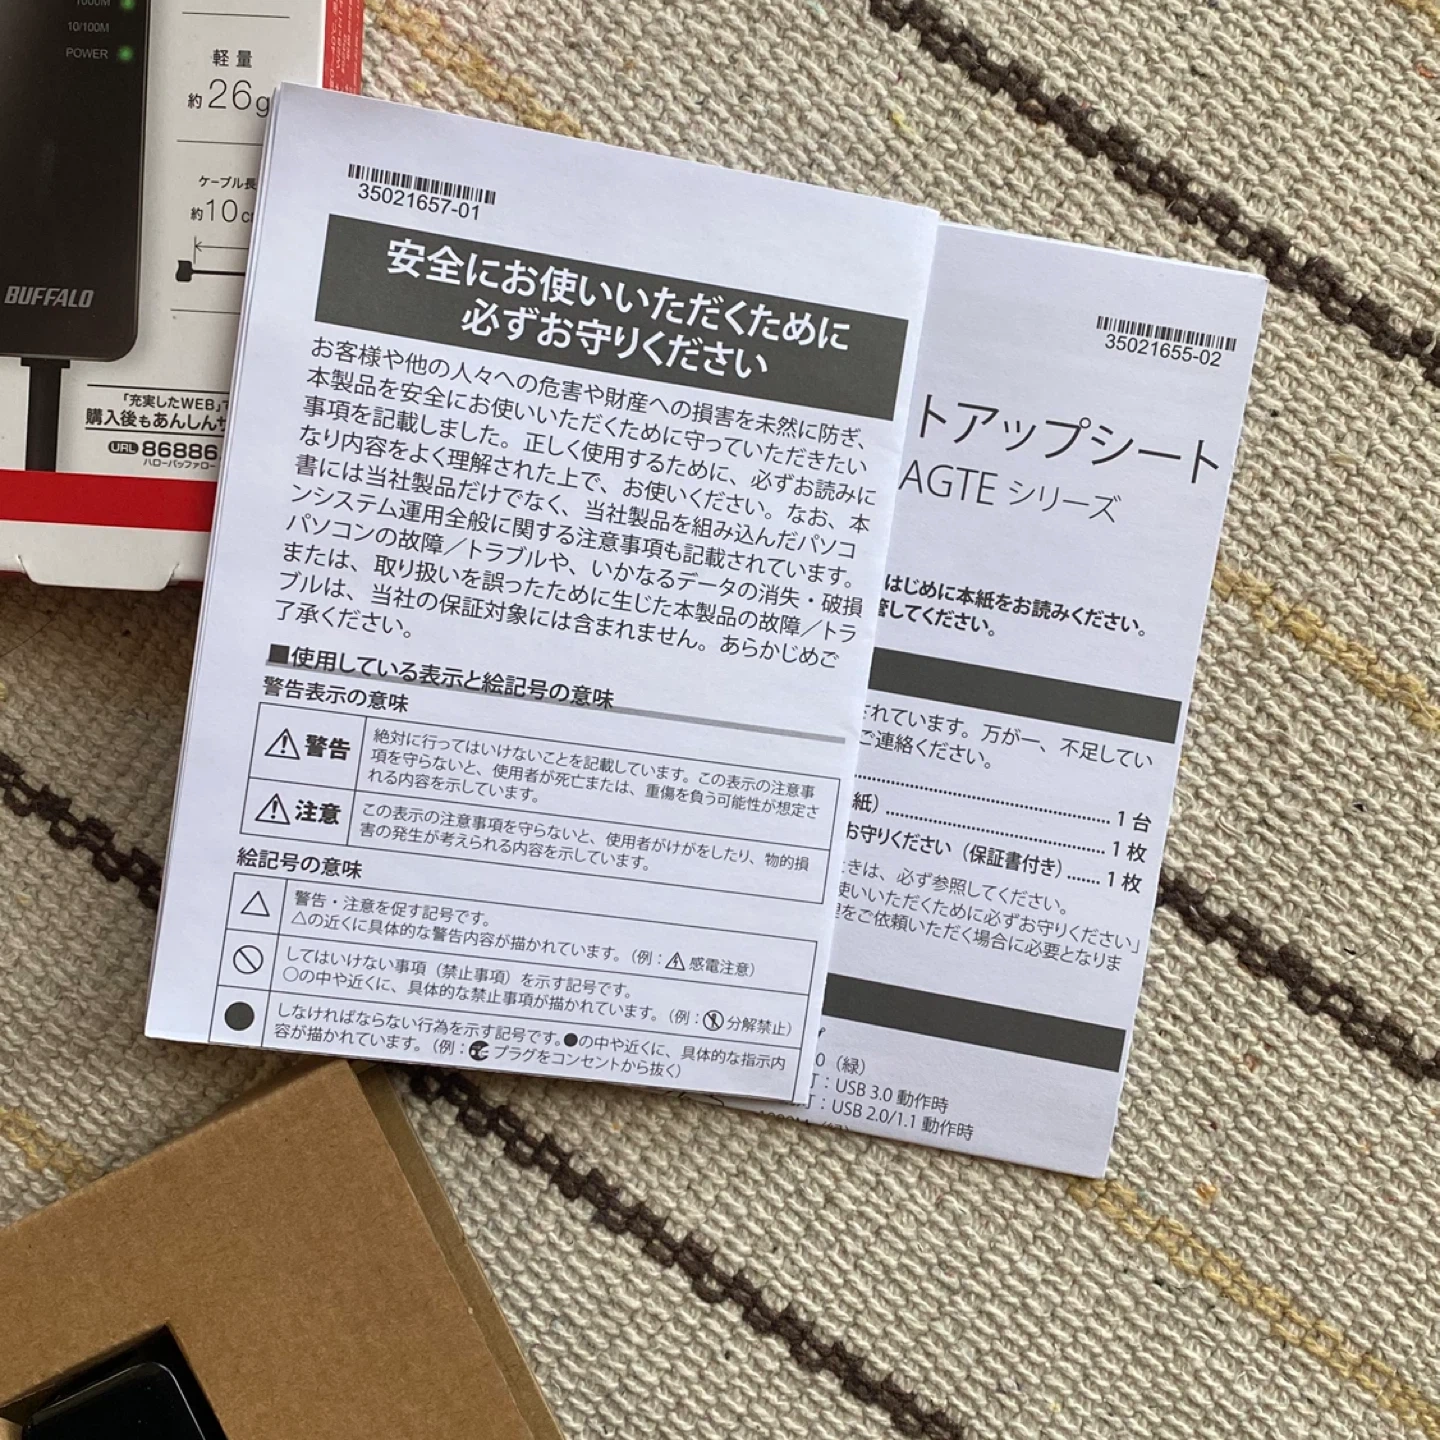 1000M
10/100M
POWER
BUFFALO
軽量
約26g
ケーブル長
約10c
「充実したWEB」で
購入後もあんしんサ
URL 86886
ハローバッファロー
35021657-01
安全にお使いいただくために
必ずお守りください
お客様や他の人々への危害や財産への損害を未然に防ぎ、
本製品を安全にお使いいただくために守っていただきたい
事項を記載しました。正しく使用するために、必ずお読みに
なり内容をよく理解された上で、お使いください。なお、本
書には当社製品だけでなく、当社製品を組み込んだパソコ
ンシステム運用全般に関する注意事項も記載されています。
パソコンの故障／トラブルや、いかなるデータの消失・破損
または、取り扱いを誤ったために生じた本製品の故障／トラ
ブルは、当社の保証対象には含まれません。あらかじめご
了承ください。
■使用している表示と絵記号の意味
警告表示の意味
警告
絶対に行ってはいけないことを記載しています。この表示の注意事
項を守らないと、使用者が死亡または、重傷を負う可能性が想定さ
れる内容を示しています。
注意
この表示の注意事項を守らないと、使用者がけがをしたり、物的損
害の発生が考えられる内容を示しています。
絵記号の意味
警告・注意を促す記号です。
△の近くに具体的な警告内容が描かれています。（例：感電注意）
してはいけない事項（禁止事項）を示す記号です。
○の中や近くに、具体的な禁止事項が描かれています。（例：分解禁止）
しなければならない行為を示す記号です。●の中や近くに、具体的な指示内
容が描かれています。（例：プラグをコンセントから抜く）
35021655-02
トアップシート
AGTE シリーズ
はじめに本紙をお読みください。
管してください。
されています。万が一、不足してい
ご連絡ください。
1台
紙）1枚
お守りください（保証書付き）1枚
ときは、必ず参照してください。
使いいただくために必ずお守りください」
理をご依頼いただく場合に必要となりま
0（緑）
T：USB 3.0 動作時
T：USB 2.0/1.1 動作時